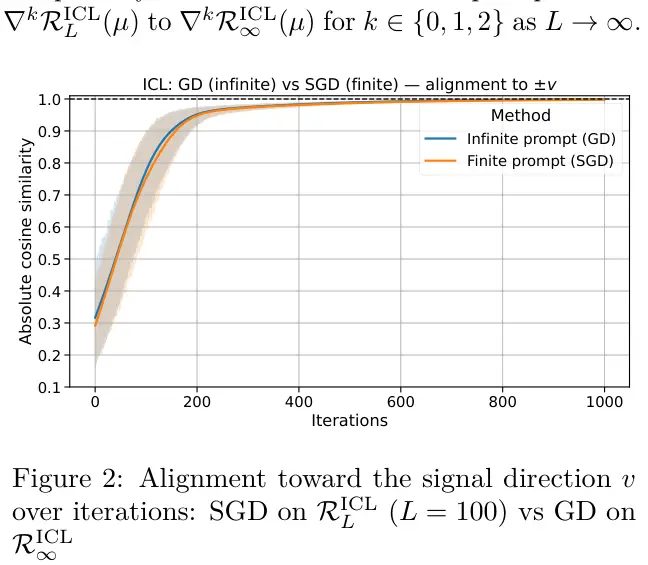 ∇ᵏR_L^ICL(μ) to ∇ᵏR_∞^ICL(μ) for k ∈ {0, 1, 2} as L → ∞.
ICL: GD (infinite) vs SGD (finite) — alignment to ±v
Absolute cosine similarity
1.0
0.9
0.8
0.7
0.6
0.5
0.4
0.3
0.2
0.1
Method
Infinite prompt (GD)
Finite prompt (SGD)
0 200 400 600 800 1000
Iterations
Figure 2: Alignment toward the signal direction v
over iterations: SGD on R_L^ICL (L = 100) vs GD on
R_∞^ICL